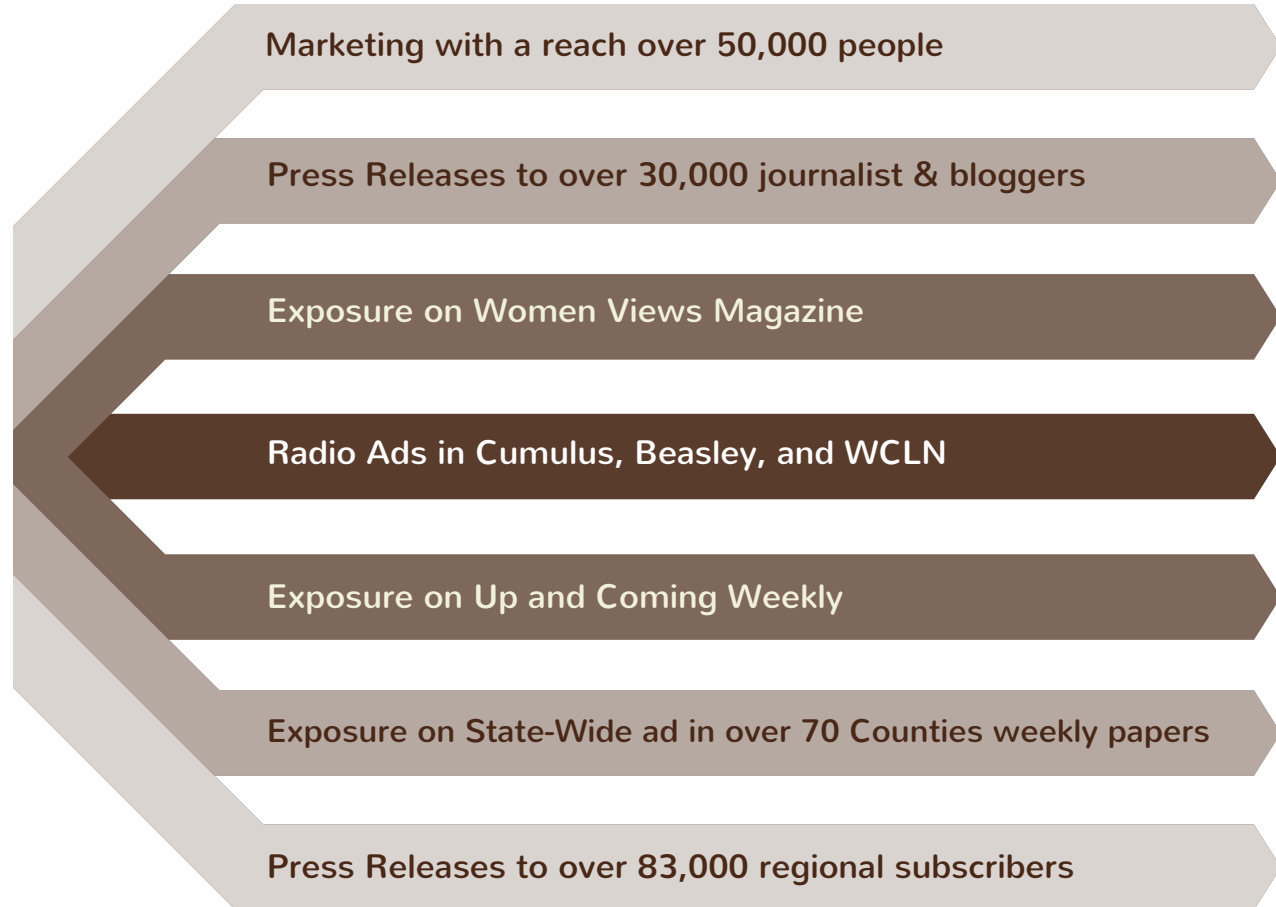 Marketing with a reach over 50,000 people
Press Releases to over 30,000 journalist & bloggers
Exposure on Women Views Magazine
Radio Ads in Cumulus, Beasley, and WCLN
Exposure on Up and Coming Weekly
Exposure on State-Wide ad in over 70 Counties weekly papers
Press Releases to over 83,000 regional subscribers